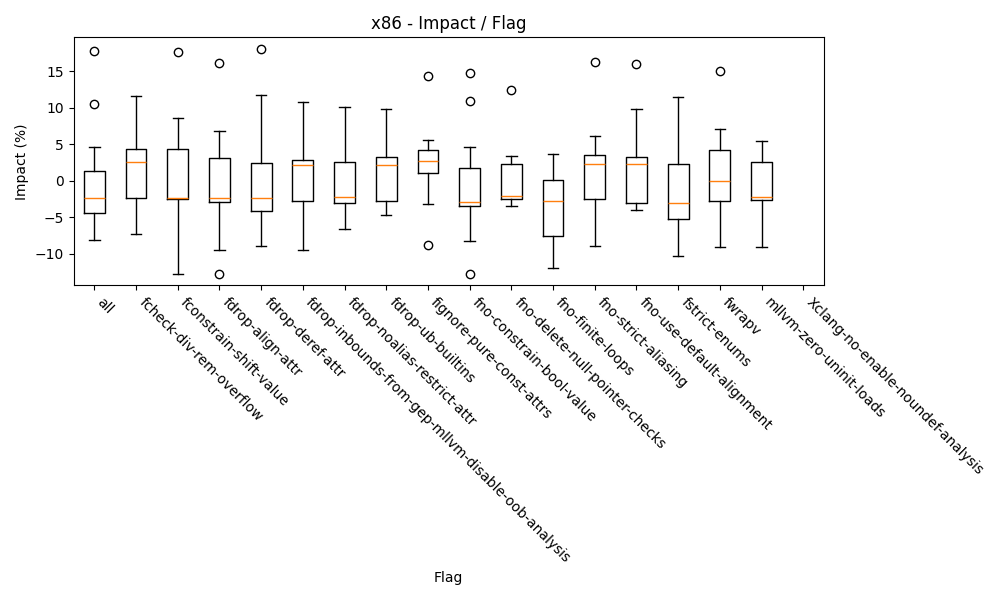 x86 - Impact / Flag
Impact (%)
15
10
5
0
−5
−10
all
fcheck-div-rem-overflow
fconstrain-shift-value
fdrop-align-attr
fdrop-deref-attr
fdrop-inbounds-from-gep-mllvm-disable-oob-analysis
fdrop-noalias-restrict-attr
fdrop-ub-builtins
fignore-pure-const-attrs
fno-constrain-bool-value
fno-delete-null-pointer-checks
fno-finite-loops
fno-strict-aliasing
fno-use-default-alignment
fstrict-enums
fwrapv
mllvm-zero-uninit-loads
Xclang-no-enable-noundef-analysis
Flag